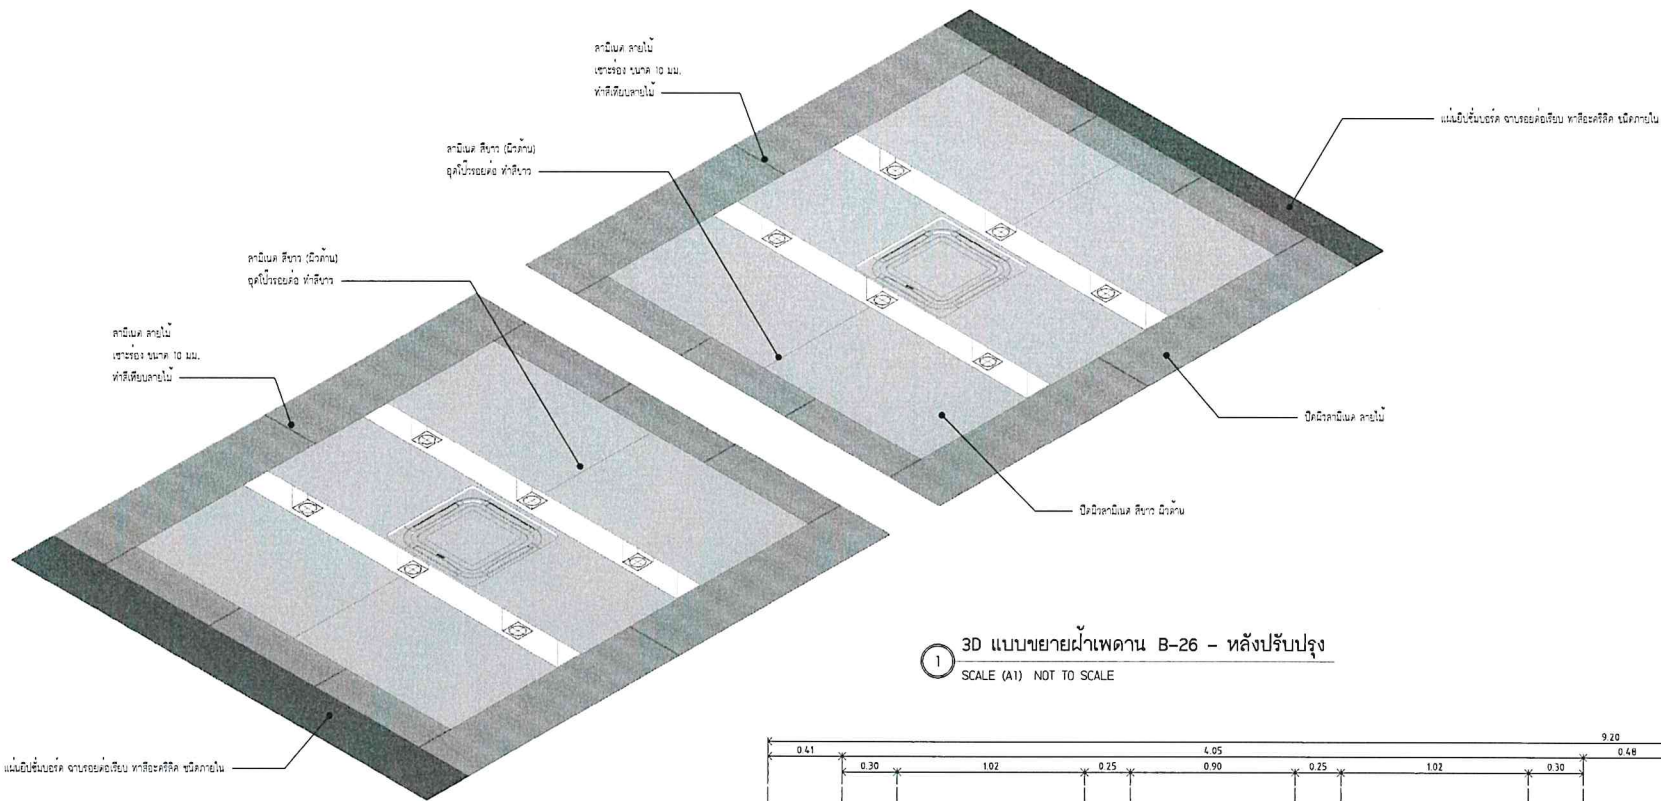 ลามิเนต ลายไม้
เซาะร่อง ขนาด 10 มม.
ทำสีเทียบลายไม้
แผ่นยิปซั่มบอร์ด ฉาบรอยต่อเรียบ ทาสีอะคริลิค ชนิดภายใน
ลามิเนต สีขาว (ผิวด้าน)
อุดโป๊วรอยต่อ ทำสีขาว
ลามิเนต สีขาว (ผิวด้าน)
อุดโป๊วรอยต่อ ทำสีขาว
ลามิเนต ลายไม้
เซาะร่อง ขนาด 10 มม.
ทำสีเทียบลายไม้
ปิดผิวลามิเนต ลายไม้
ปิดผิวลามิเนต สีขาว ผิวด้าน
1 3D แบบขยายฝ้าเพดาน B-26 - หลังปรับปรุง
SCALE (A1) NOT TO SCALE
แผ่นยิปซั่มบอร์ด ฉาบรอยต่อเรียบ ทาสีอะคริลิค ชนิดภายใน
9.20
0.41 4.05 0.48
0.30 1.02 0.25 0.90 0.25 1.02 0.30